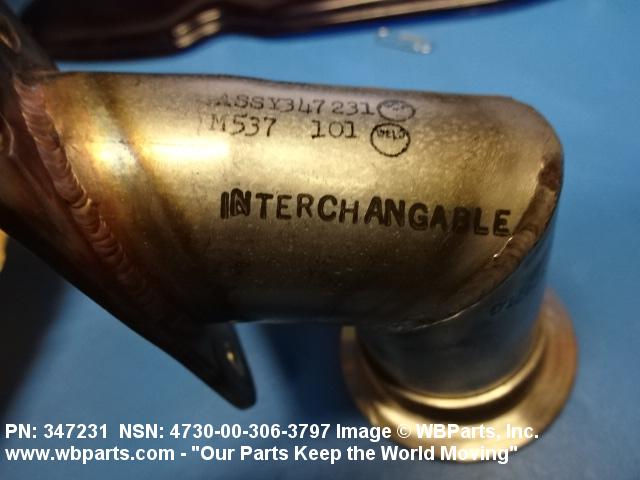 ASSY347231
M537 101
INTERCHANGABLE
PN: 347231 NSN: 4730-00-306-3797 Image © WBParts, Inc.
www.wbparts.com - "Our Parts Keep the World Moving"